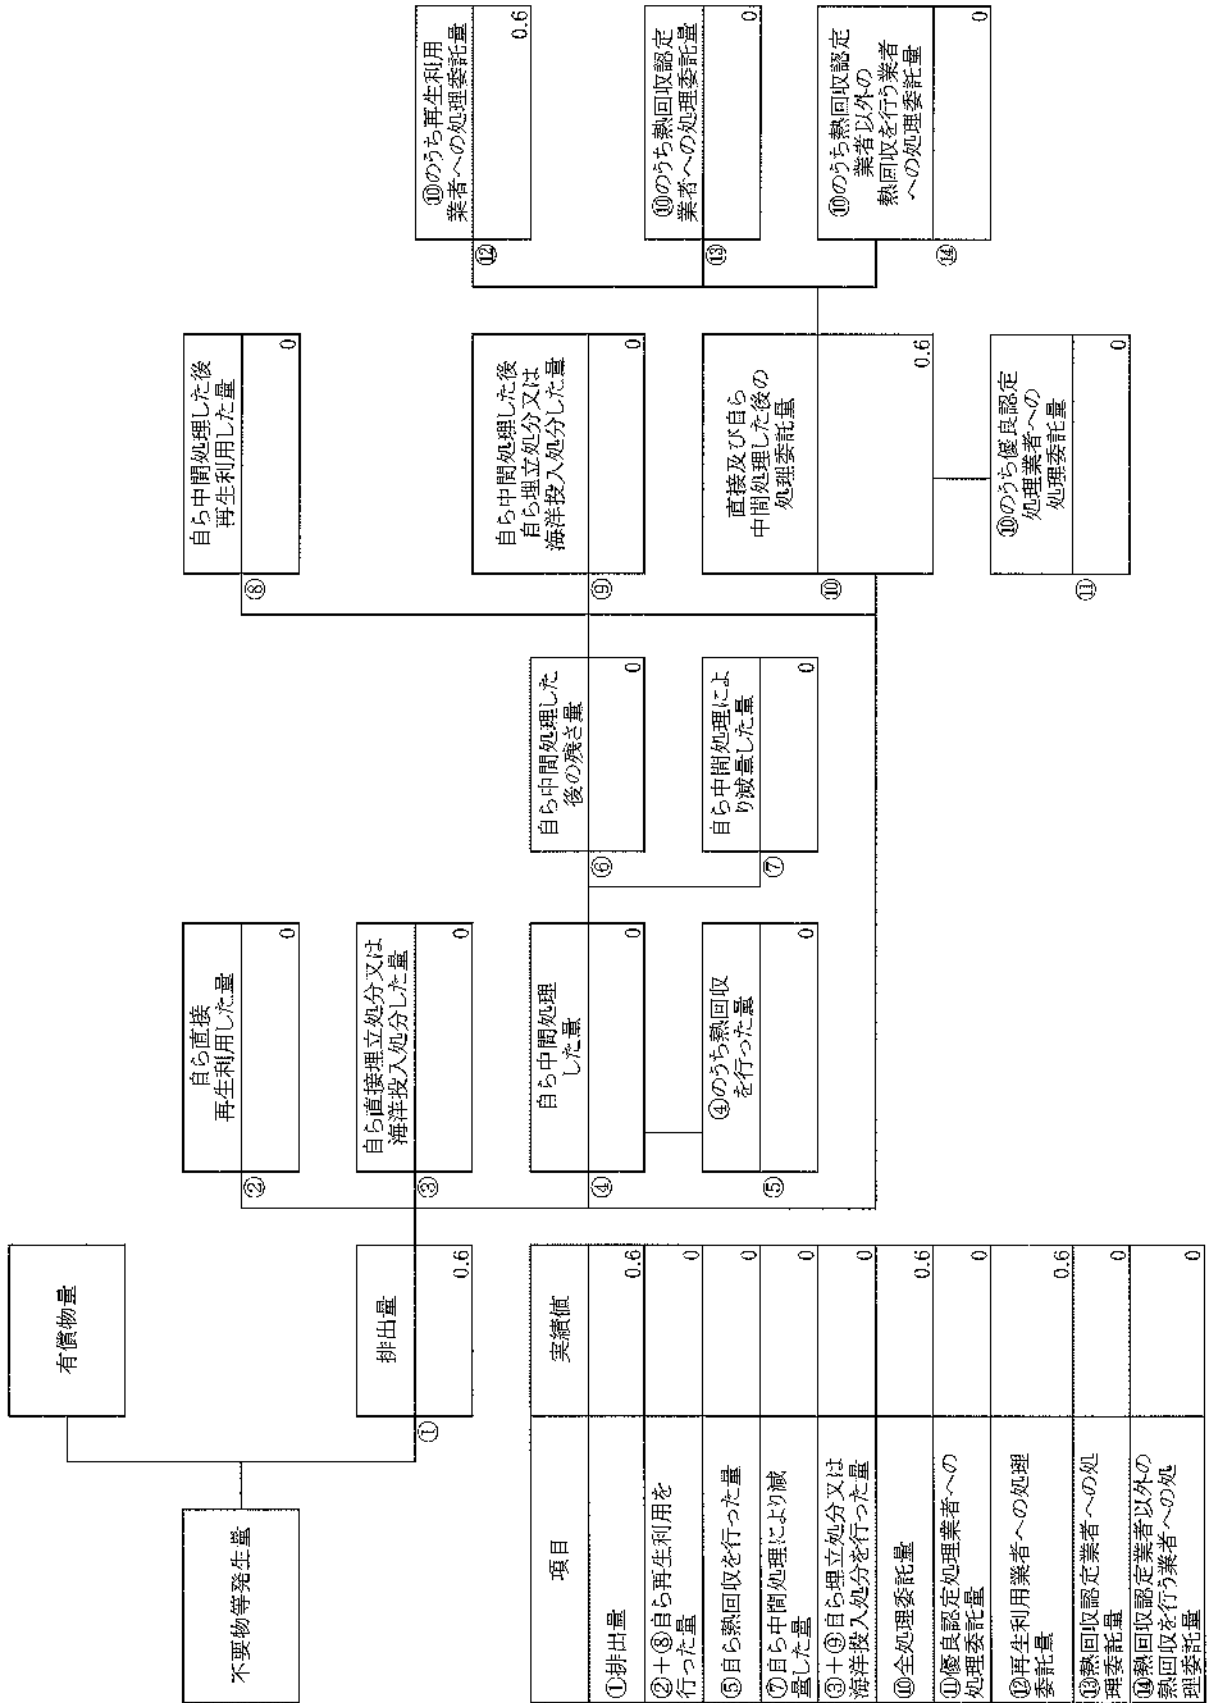 不要物等発生量
有償物量
排出量
①
0.6
②
自ら直接
再生利用した量
0
③
自ら直接埋立処分又は
海洋投入処分した量
0
④
自ら中間処理
した量
0
⑤
④のうち熱回収
を行った量
0
⑥
自ら中間処理した
後の残さ量
0
⑦
自ら中間処理によ
り減量した量
0
⑧
自ら中間処理した後
再生利用した量
0
⑨
自ら中間処理した後
自ら埋立処分又は
海洋投入処分した量
0
⑩
直接及び自ら
中間処理した後の
処理委託量
0.6
⑪
⑩のうち優良認定
処理業者への
処理委託量
0
⑫
⑩のうち再生利用
業者への処理委託量
0.6
⑬
⑩のうち熱回収認定
業者への処理委託量
0
⑭
⑩のうち熱回収認定
業者以外の
熱回収を行う業者
への処理委託量
0
項目 実績値
①排出量 0.6
②+⑧自ら再生利用を
行った量 0
⑤自ら熱回収を行った量 0
⑦自ら中間処理により減
量した量 0
③+⑨自ら埋立処分又は
海洋投入処分を行った量 0
⑩全処理委託量 0.6
⑪優良認定処理業者への
処理委託量 0
⑫再生利用業者への処理
委託量 0.6
⑬熱回収認定業者への処
理委託量 0
⑭熱回収認定業者以外の
熱回収を行う業者への処
理委託量 0